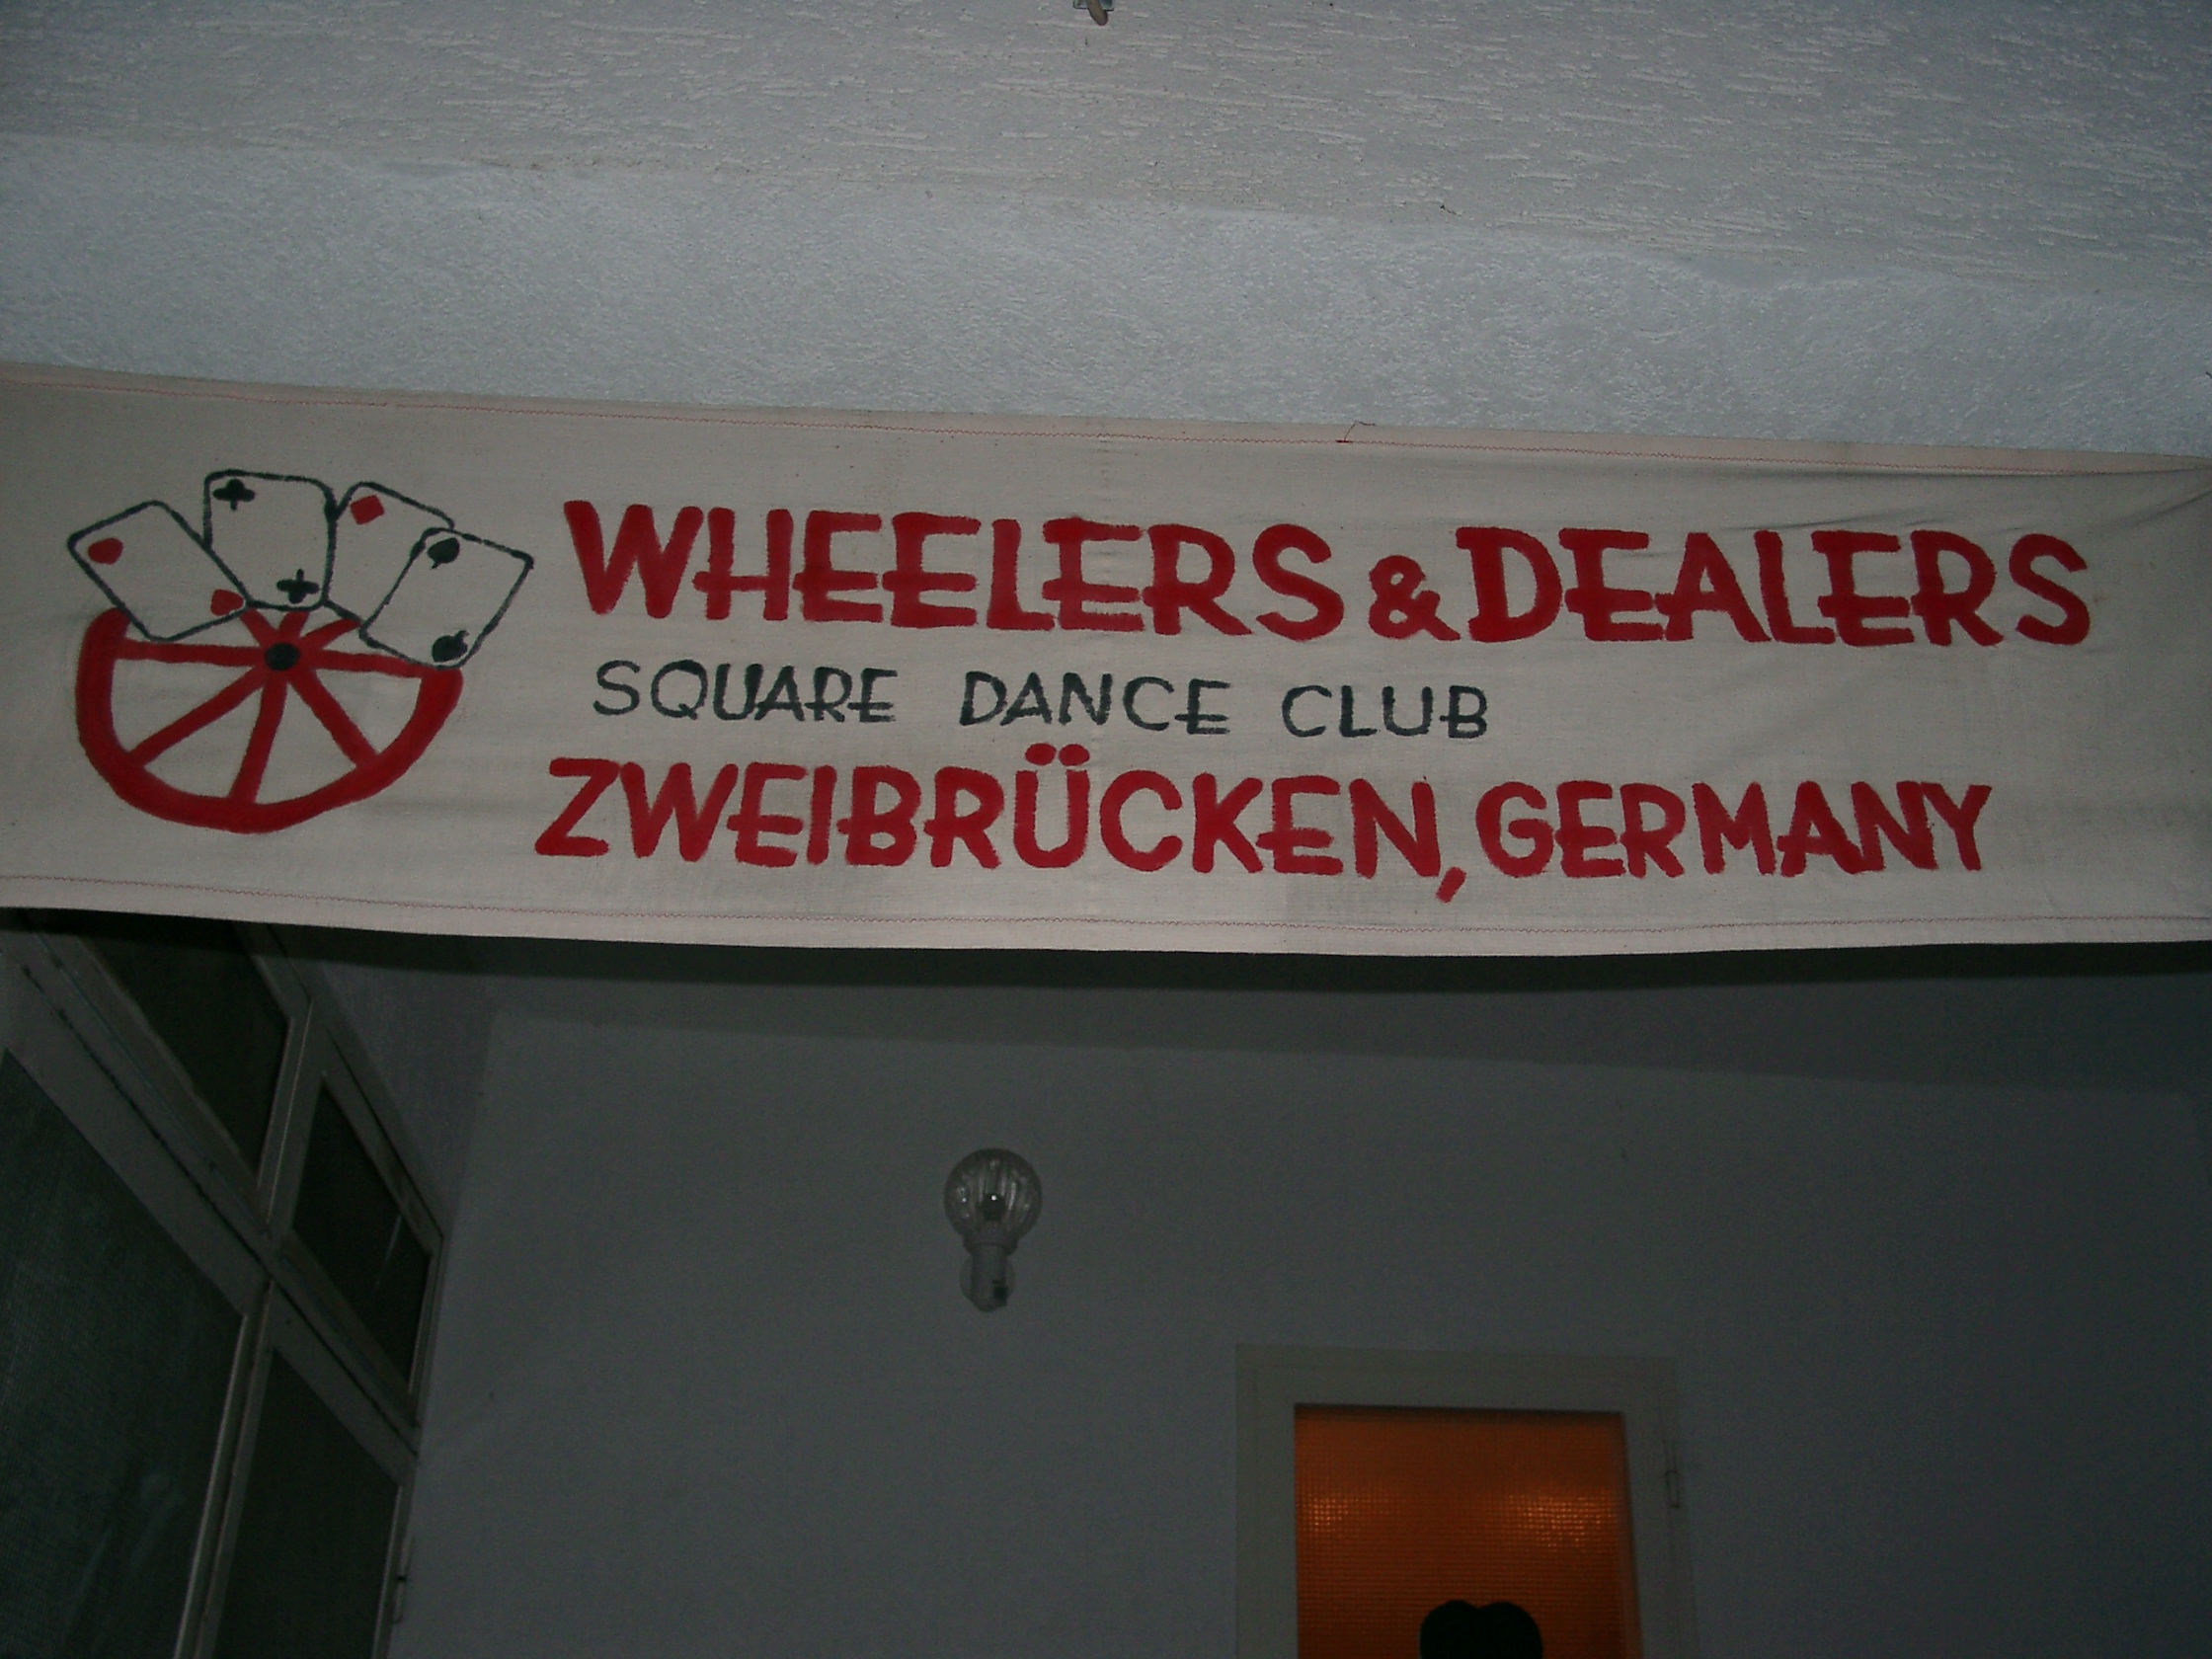 WHEELERS & DEALERS
SQUARE DANCE CLUB
ZWEIBRÜCKEN, GERMANY